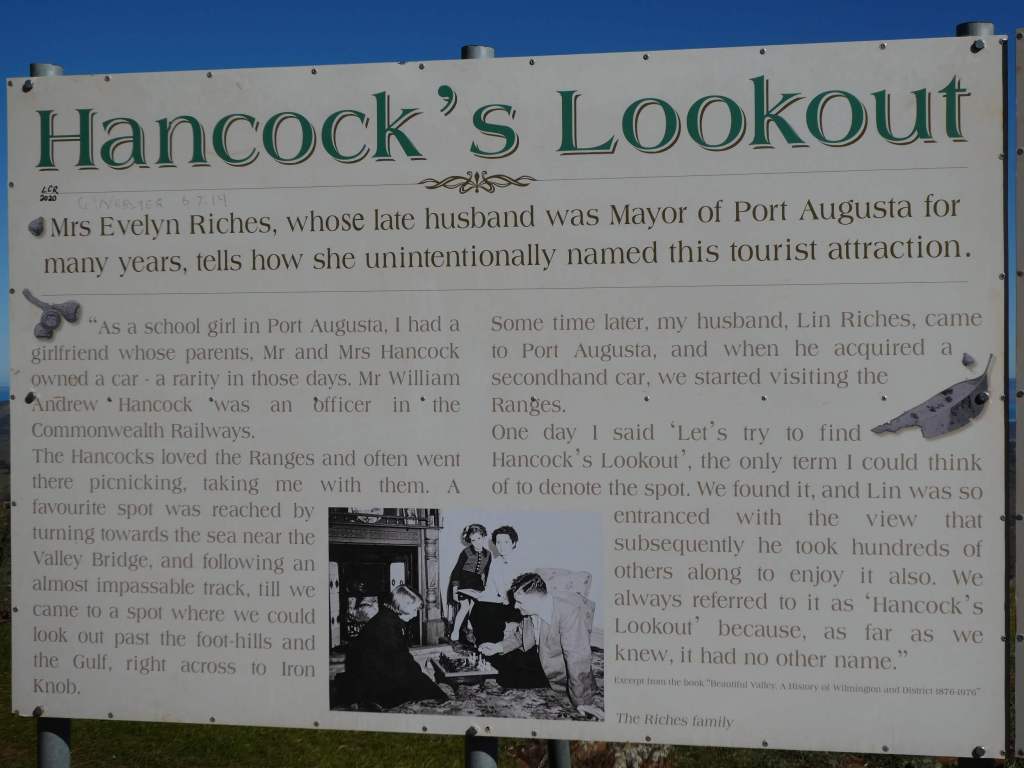 Hancock's Lookout
LCR
2020
G. WEBSTER 6.7.14
Mrs Evelyn Riches, whose late husband was Mayor of Port Augusta for
many years, tells how she unintentionally named this tourist attraction.
"As a school girl in Port Augusta, I had a
girlfriend whose parents, Mr and Mrs Hancock
owned a car - a rarity in those days. Mr William
Andrew Hancock was an officer in the
Commonwealth Railways.
The Hancocks loved the Ranges and often went
there picnicking, taking me with them. A
favourite spot was reached by
turning towards the sea near the
Valley Bridge, and following an
almost impassable track, till we
came to a spot where we could
look out past the foot-hills and
the Gulf, right across to Iron
Knob.
Some time later, my husband, Lin Riches, came
to Port Augusta, and when he acquired a
secondhand car, we started visiting the
Ranges.
One day I said 'Let's try to find
Hancock's Lookout', the only term I could think
of to denote the spot. We found it, and Lin was so
entranced with the view that
subsequently he took hundreds of
others along to enjoy it also. We
always referred to it as 'Hancock's
Lookout' because, as far as we
knew, it had no other name."
Excerpt from the book "Beautiful Valley. A History of Wilmington and District 1876-1976"
The Riches family